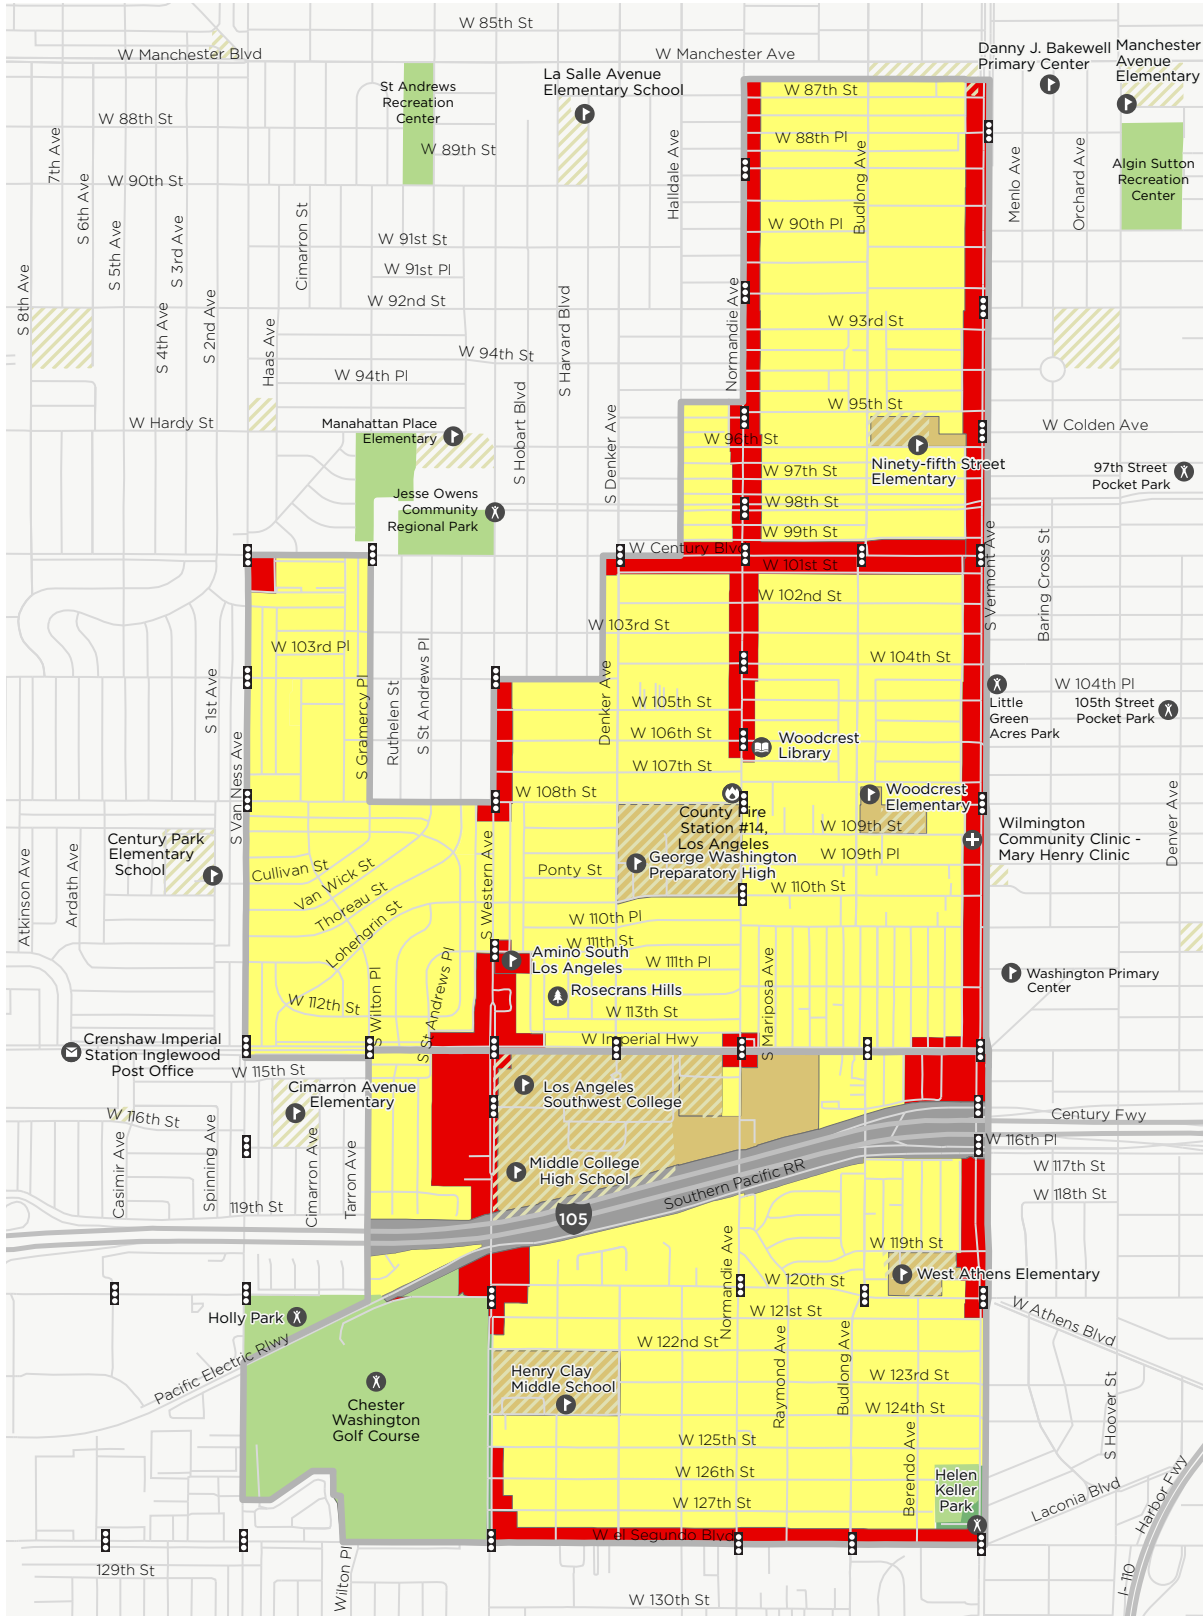 W 85th St
W Manchester Blvd
W Manchester Ave
Danny J. Bakewell
Primary Center
Manchester
Avenue
Elementary
La Salle Avenue
Elementary School
St Andrews
Recreation
Center
W 87th St
W 88th St
W 88th Pl
W 89th St
W 90th St
Algin Sutton
Recreation
Center
7th Ave
S 6th Ave
S 5th Ave
S 3rd Ave
Cimarron St
Halldale Ave
Budlong Ave
Menlo Ave
Orchard Ave
W 90th Pl
W 91st St
W 91st Pl
W 92nd St
S 8th Ave
S 4th Ave
S 2nd Ave
Haas Ave
S Harvard Blvd
Normandie Ave
W 93rd St
W 94th St
W 94th Pl
W 95th St
W Hardy St
Manahattan Place
Elementary
S Hobart Blvd
S Denker Ave
W 96th St
W Colden Ave
W 97th St
Ninety-fifth Street
Elementary
97th Street
Pocket Park
Jesse Owens
Community
Regional Park
W 98th St
W 99th St
W Century Blvd
W 101st St
S Vermont Ave
Baring Cross St
W 102nd St
W 103rd St
W 103rd Pl
W 104th St
W 104th Pl
S 1st Ave
S Gramercy Pl
Ruthelen St
S St Andrews Pl
Denker Ave
W 105th St
Little
Green
Acres Park
105th Street
Pocket Park
W 106th St
Woodcrest
Library
W 107th St
S Van Ness Ave
W 108th St
Woodcrest
Elementary
County Fire
Station #14,
Los Angeles
W 109th St
Wilmington
Community Clinic -
Mary Henry Clinic
Denver Ave
Century Park
Elementary
School
Atkinson Ave
Ardath Ave
Cullivan St
Van Wick St
Thoreau St
Lohengrin St
S Western Ave
Ponty St
George Washington
Preparatory High
W 109th Pl
W 110th St
W 110th Pl
W 111th St
W 111th Pl
Amino South
Los Angeles
Rosecrans Hills
S Mariposa Ave
Washington Primary
Center
W 112th St
S Wilton Pl
S St Andrews Pl
W 113th St
W Imperial Hwy
Crenshaw Imperial
Station Inglewood
Post Office
W 115th St
Cimarron Avenue
Elementary
Los Angeles
Southwest College
W 116th St
Century Fwy
W 116th Pl
Casimir Ave
Spinning Ave
Cimarron Ave
Tarron Ave
Middle College
High School
Southern Pacific RR
W 117th St
W 118th St
119th St
105
W 119th St
Normandie Ave
W 120th St
West Athens Elementary
Holly Park
W 121st St
W Athens Blvd
Pacific Electric Rlwy
W 122nd St
Raymond Ave
Budlong Ave
Henry Clay
Middle School
W 123rd St
Chester
Washington
Golf Course
W 124th St
S Hoover St
W 125th St
Berendo Ave
W 126th St
Helen
Keller
Park
W 127th St
Laconia Blvd
Harbor Fwy
W el Segundo Blvd
129th St
Wilton Pl
W 130th St
I- 110